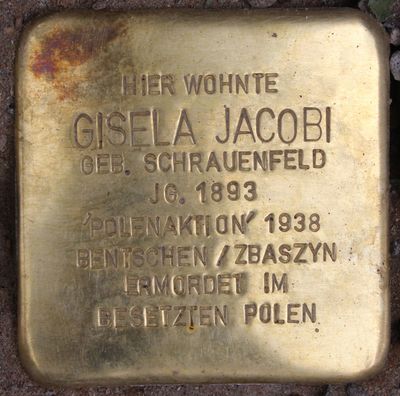 HIER WOHNTE
GISELA JACOBI
GEB. SCHRAUENFELD
JG. 1893
'POLENAKTION' 1938
BENTSCHEN / ZBASZYN
ERMORDET IM
BESETZTEN POLEN